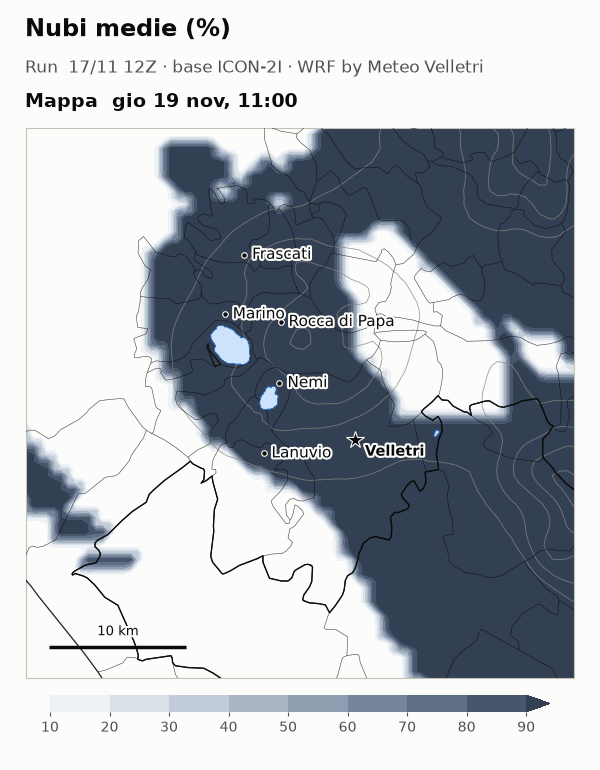 Nubi medie (%)
Run  17/11 12Z · base ICON-2I · WRF by Meteo Velletri
Mappa  gio 19 nov, 11:00
Frascati
Marino
Rocca di Papa
Nemi
Velletri
Lanuvio
10 km
10 20 30 40 50 60 70 80 90